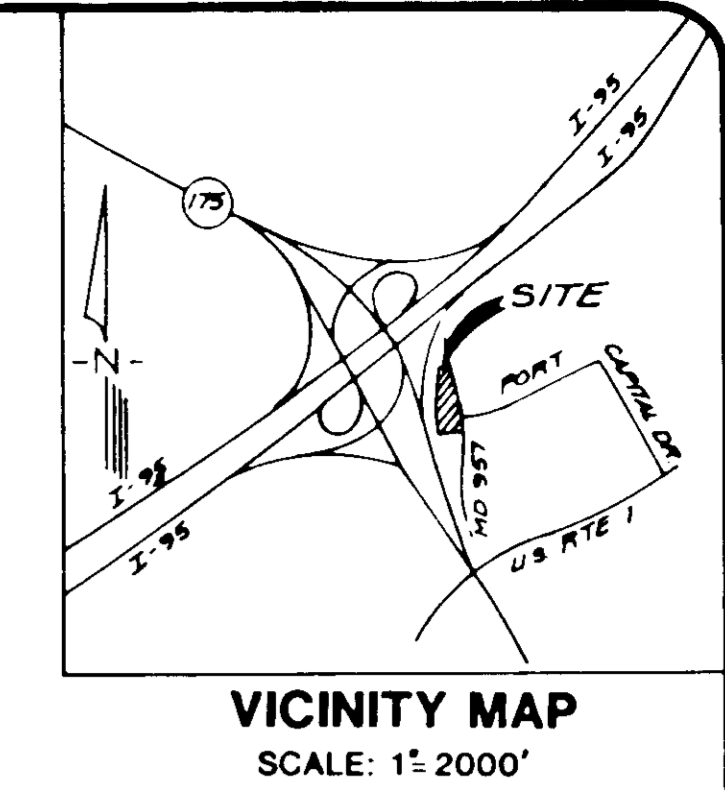 I-95
I-95
175
SITE
-N-
PORT
CAPITAL DR.
I-95
MD 957
I-95
US RTE 1
VICINITY MAP
SCALE: 1"= 2000'